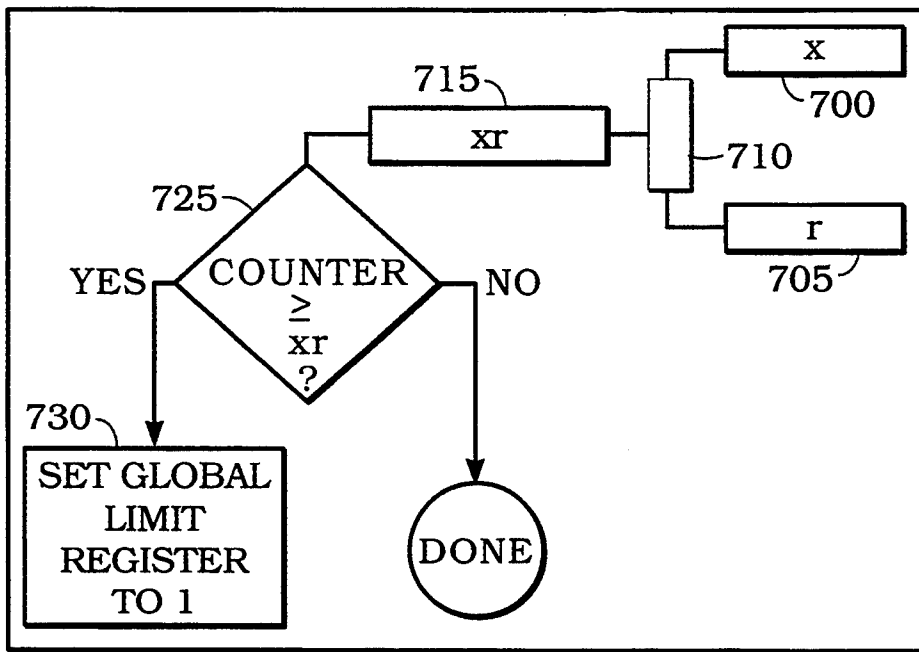 x
700
715
xr
710
r
705
725
COUNTER
≥
xr
?
YES
NO
730
SET GLOBAL
LIMIT
REGISTER
TO 1
DONE